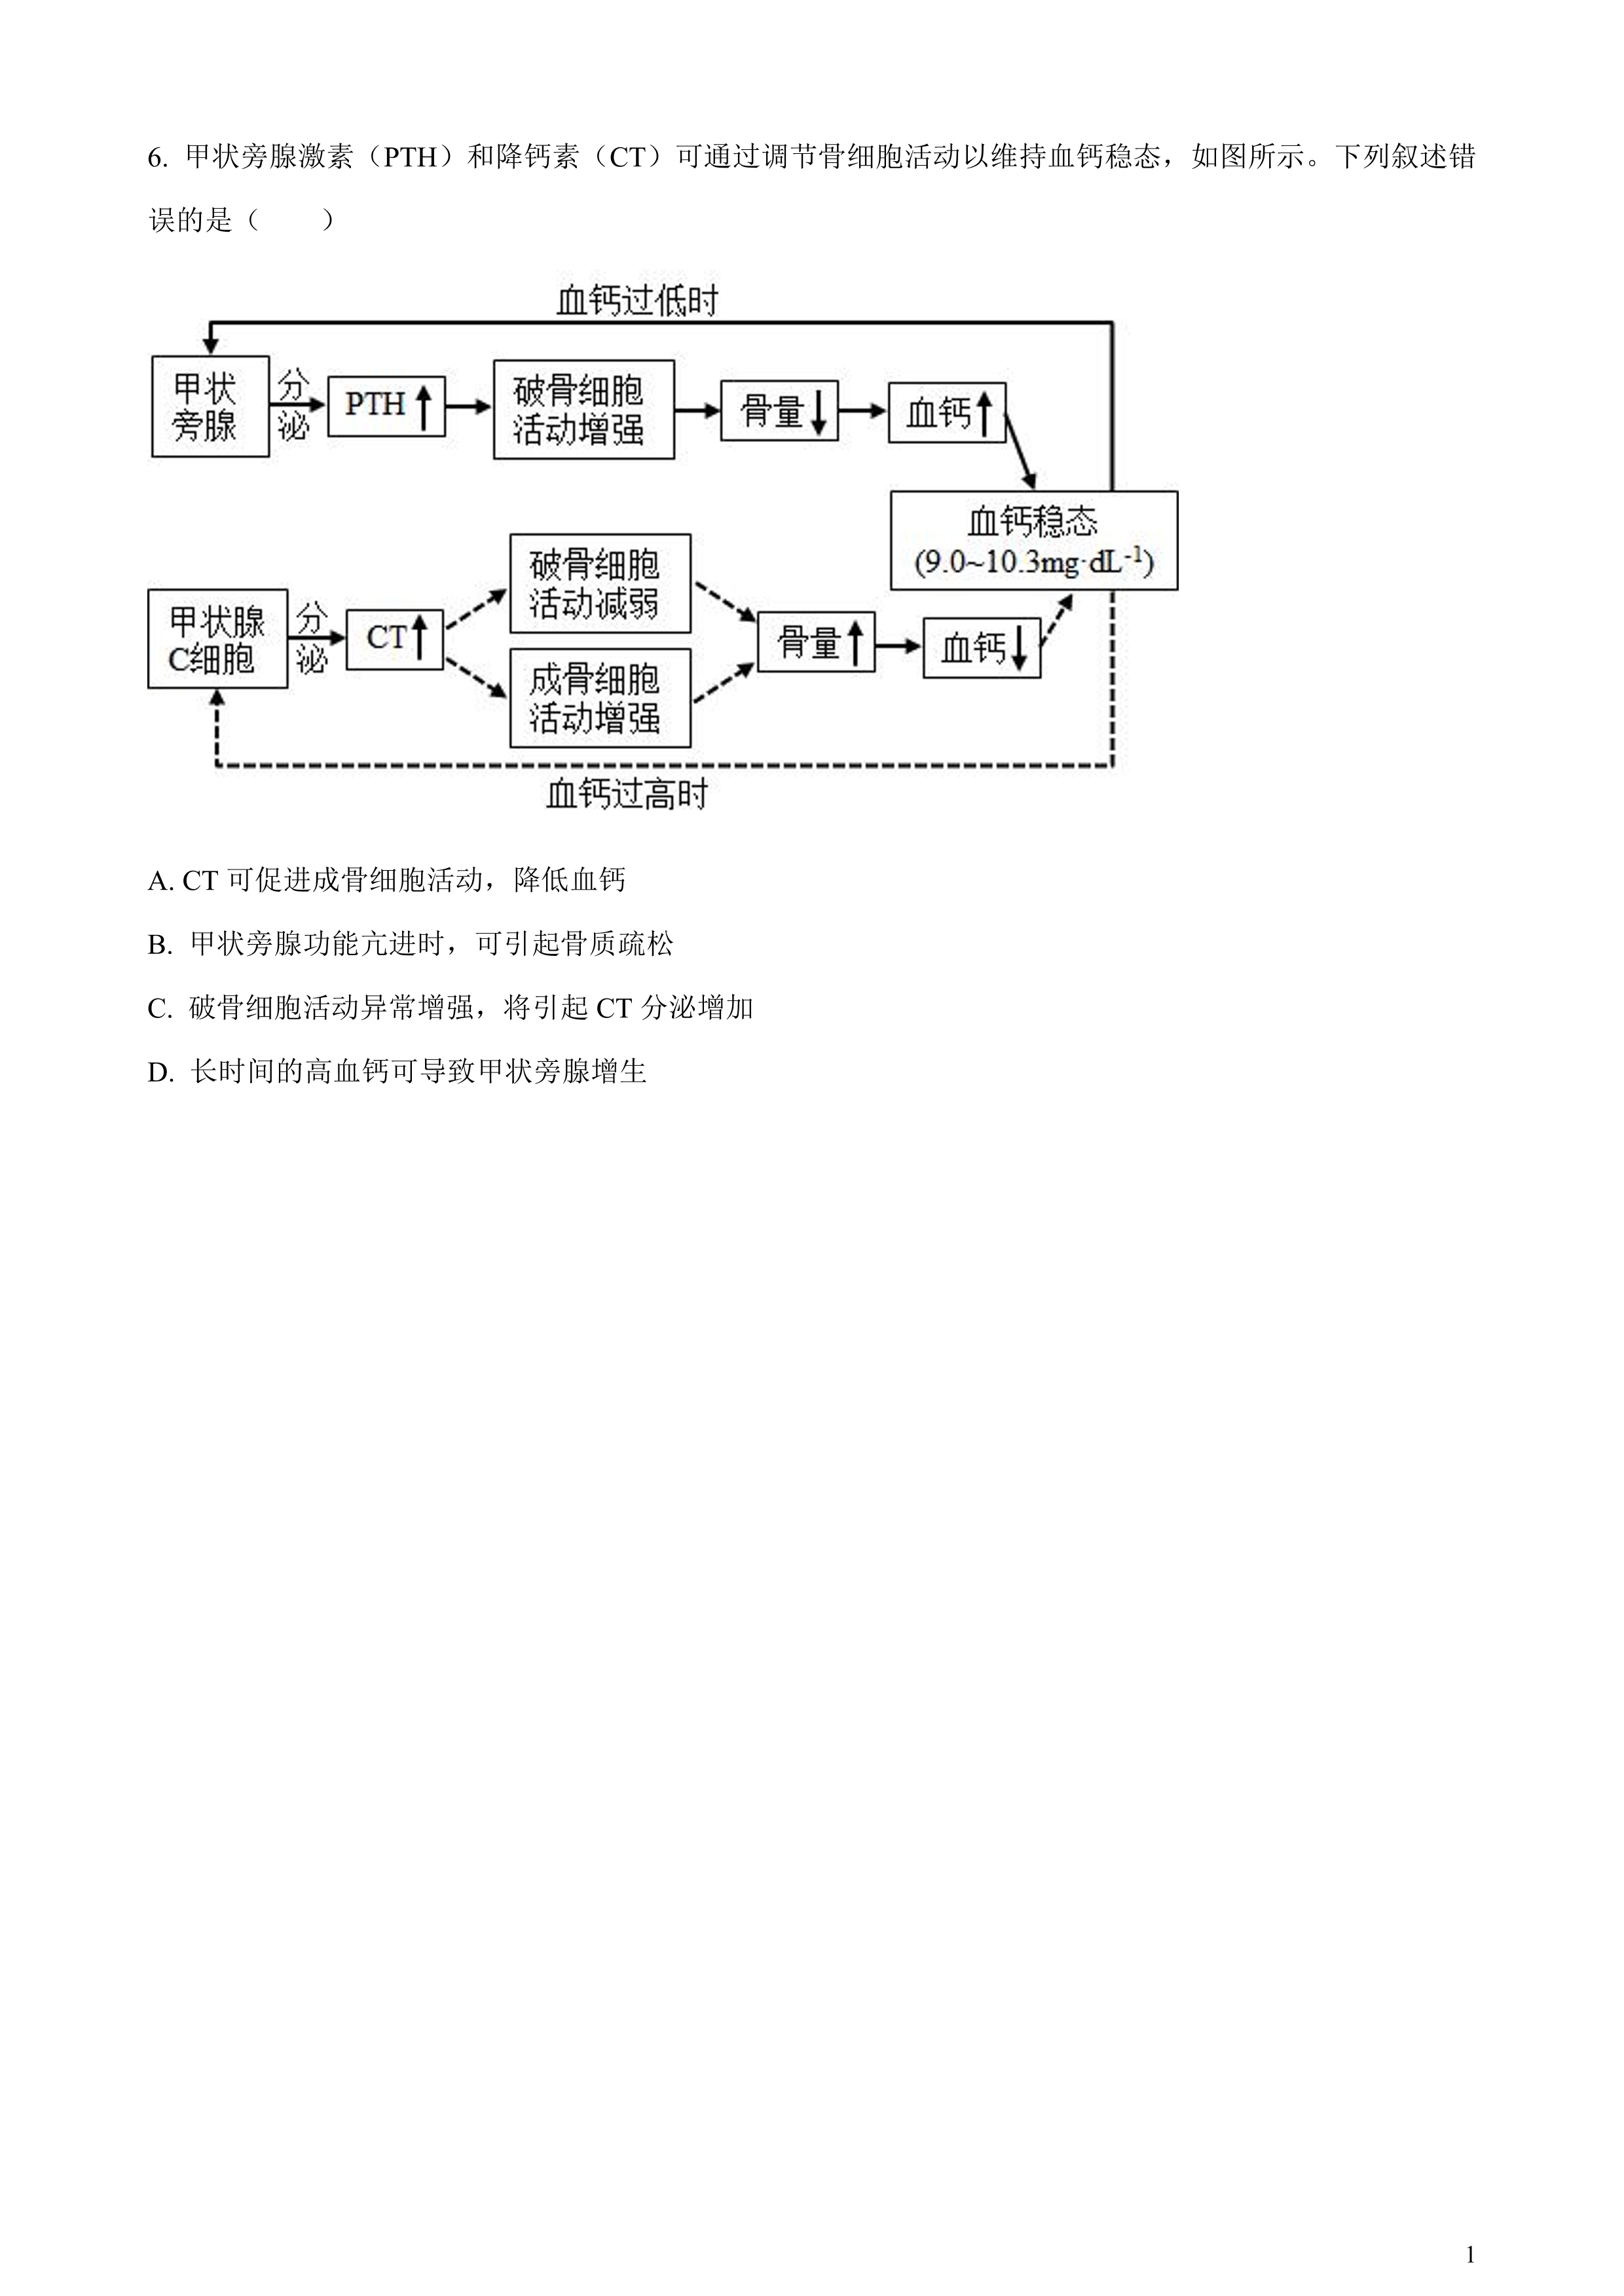 6. 甲状旁腺激素（PTH）和降钙素（CT）可通过调节骨细胞活动以维持血钙稳态，如图所示。下列叙述错
误的是（　　）
血钙过低时
甲状
旁腺
分
泌
PTH↑
破骨细胞
活动增强
骨量↓
血钙↑
血钙稳态
(9.0~10.3mg·dL⁻¹)
甲状腺
C细胞
分
泌
CT↑
破骨细胞
活动减弱
成骨细胞
活动增强
骨量↑
血钙↓
血钙过高时
A. CT 可促进成骨细胞活动，降低血钙
B. 甲状旁腺功能亢进时，可引起骨质疏松
C. 破骨细胞活动异常增强，将引起 CT 分泌增加
D. 长时间的高血钙可导致甲状旁腺增生
1